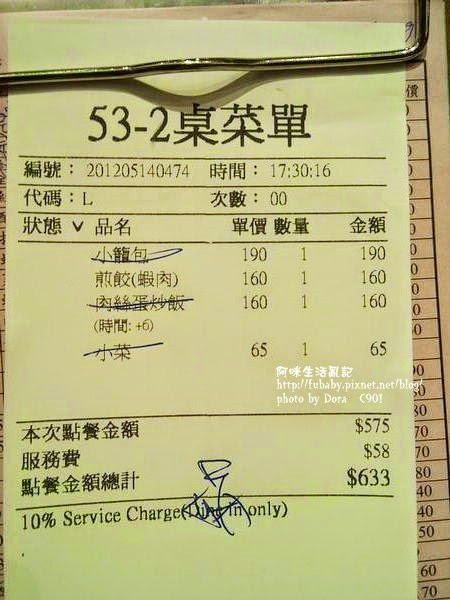 53-2桌菜單
編號：201205140474 時間：17:30:16
代碼：L 次數：00
狀態 ∨ 品名 單價 數量 金額
小籠包 190 1 190
煎餃(蝦肉) 160 1 160
肉絲蛋炒飯 160 1 160
(時間: +6)
小菜 65 1 65
阿咪生活亂記
http://fubaby.pixnet.net/blog/
photo by Dora C901
本次點餐金額 $575
服務費 $58
點餐金額總計 $633
10% Service Charge(Dine in only)